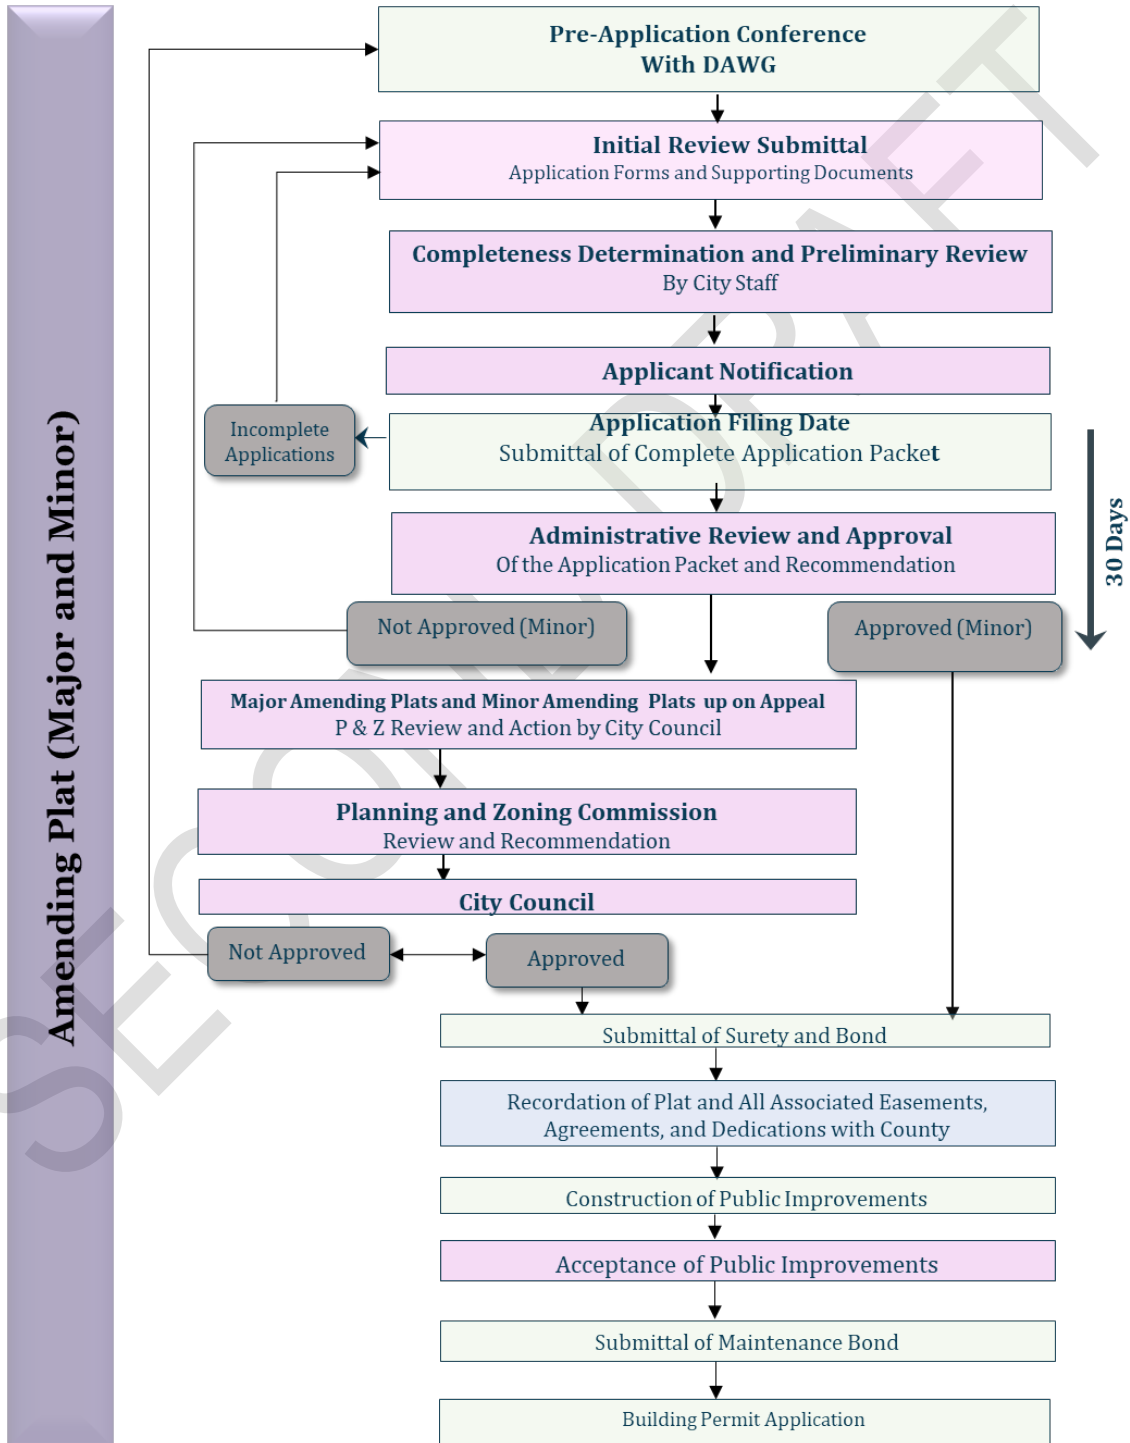 Amending Plat (Major and Minor)
Pre-Application Conference
With DAWG
Initial Review Submittal
Application Forms and Supporting Documents
Completeness Determination and Preliminary Review
By City Staff
Applicant Notification
Incomplete
Applications
Application Filing Date
Submittal of Complete Application Packet
30 Days
Administrative Review and Approval
Of the Application Packet and Recommendation
Not Approved (Minor)
Approved (Minor)
Major Amending Plats and Minor Amending Plats up on Appeal
P & Z Review and Action by City Council
Planning and Zoning Commission
Review and Recommendation
City Council
Not Approved
Approved
Submittal of Surety and Bond
Recordation of Plat and All Associated Easements,
Agreements, and Dedications with County
Construction of Public Improvements
Acceptance of Public Improvements
Submittal of Maintenance Bond
Building Permit Application
SECOND DRAFT